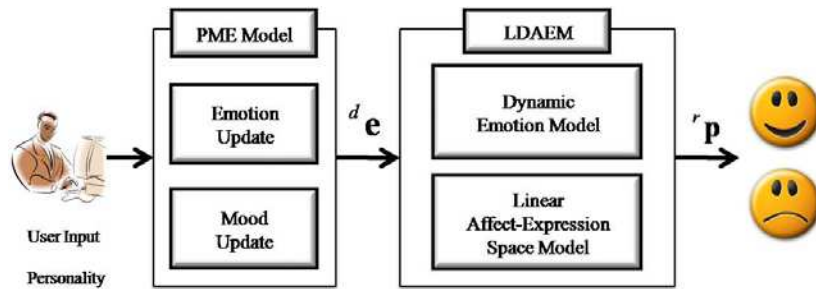 PME Model
LDAEM
Emotion
Update
Mood
Update
d e
Dynamic
Emotion Model
Linear
Affect-Expression
Space Model
r p
User Input
Personality